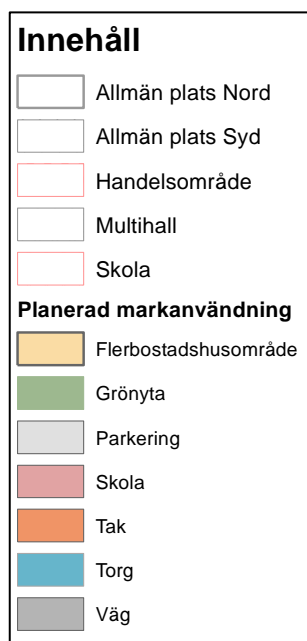 Innehåll
Allmän plats Nord
Allmän plats Syd
Handelsområde
Multihall
Skola
Planerad markanvändning
Flerbostadshusområde
Grönyta
Parkering
Skola
Tak
Torg
Väg